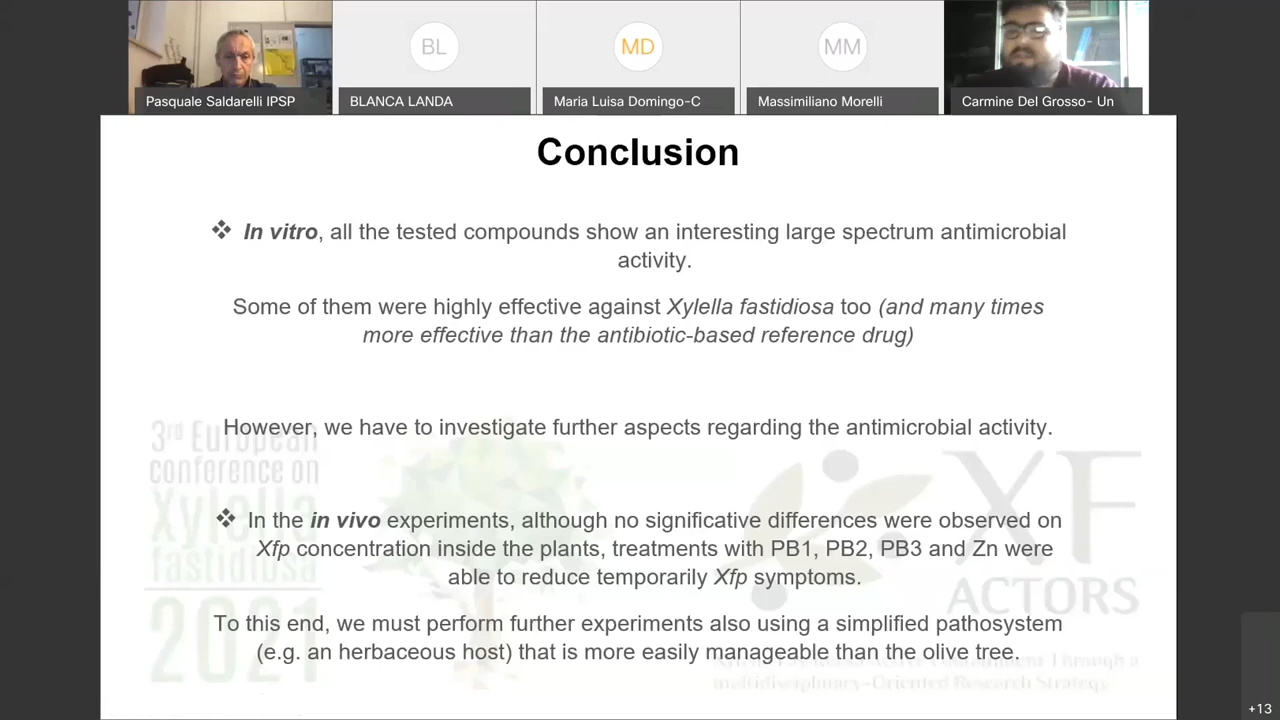 BL
MD
MM
Pasquale Saldarelli IPSP
BLANCA LANDA
Maria Luisa Domingo-C
Massimiliano Morelli
Carmine Del Grosso- Un
Conclusion
❖ In vitro, all the tested compounds show an interesting large spectrum antimicrobial
activity.
Some of them were highly effective against Xylella fastidiosa too (and many times
more effective than the antibiotic-based reference drug)
However, we have to investigate further aspects regarding the antimicrobial activity.
❖ In the in vivo experiments, although no significative differences were observed on
Xfp concentration inside the plants, treatments with PB1, PB2, PB3 and Zn were
able to reduce temporarily Xfp symptoms.
To this end, we must perform further experiments also using a simplified pathosystem
(e.g. an herbaceous host) that is more easily manageable than the olive tree.
3rd European
conference on
Xylella
fastidiosa
2021
XF
ACTORS
Through a
multidisciplinary-Oriented Research Strategy
+13